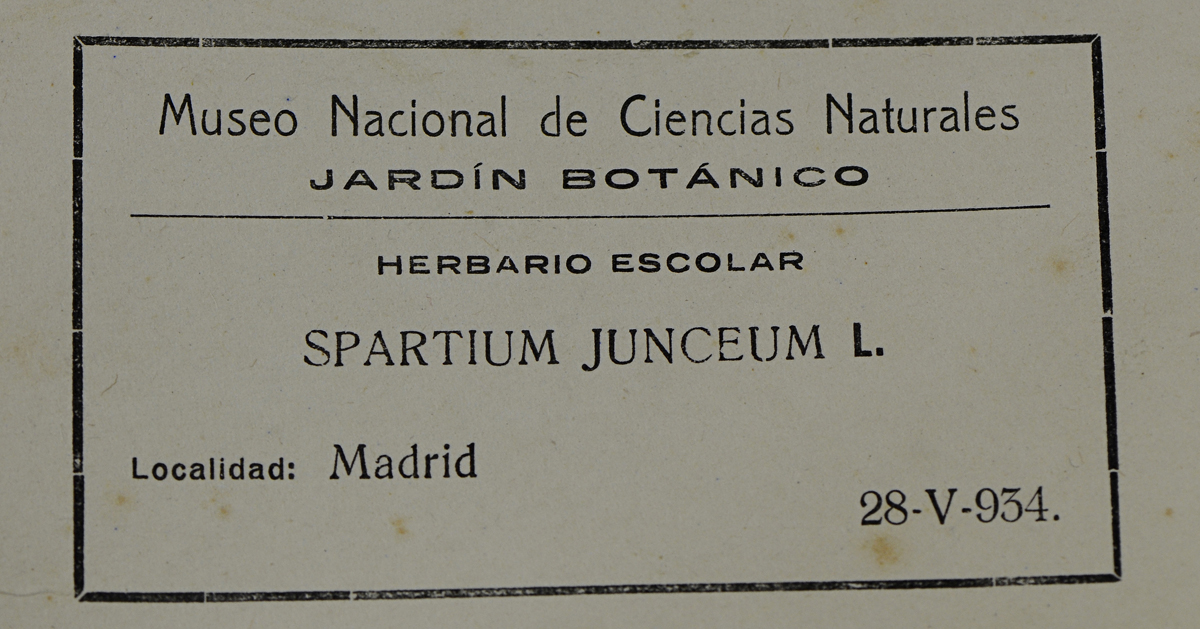 Museo Nacional de Ciencias Naturales
JARDÍN BOTÁNICO
HERBARIO ESCOLAR
SPARTIUM JUNCEUM L.
Localidad: Madrid
28-V-934.